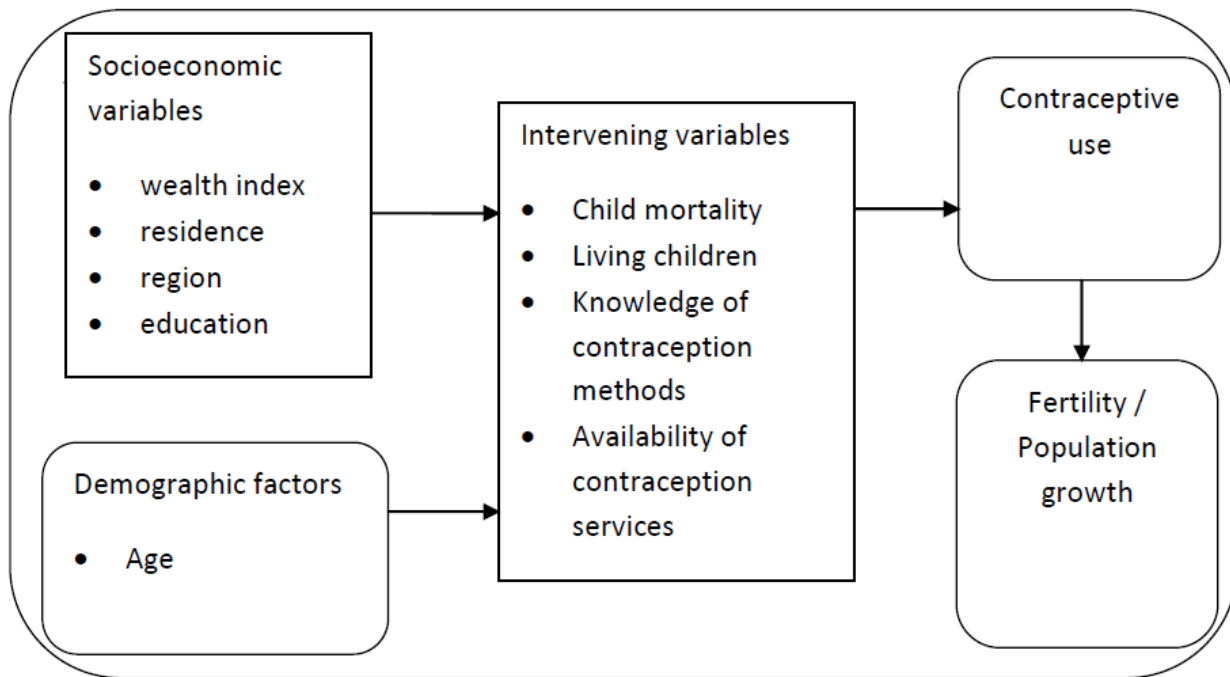 Socioeconomic
variables
• wealth index
• residence
• region
• education
Demographic factors
• Age
Intervening variables
• Child mortality
• Living children
• Knowledge of
contraception
methods
• Availability of
contraception
services
Contraceptive
use
Fertility /
Population
growth